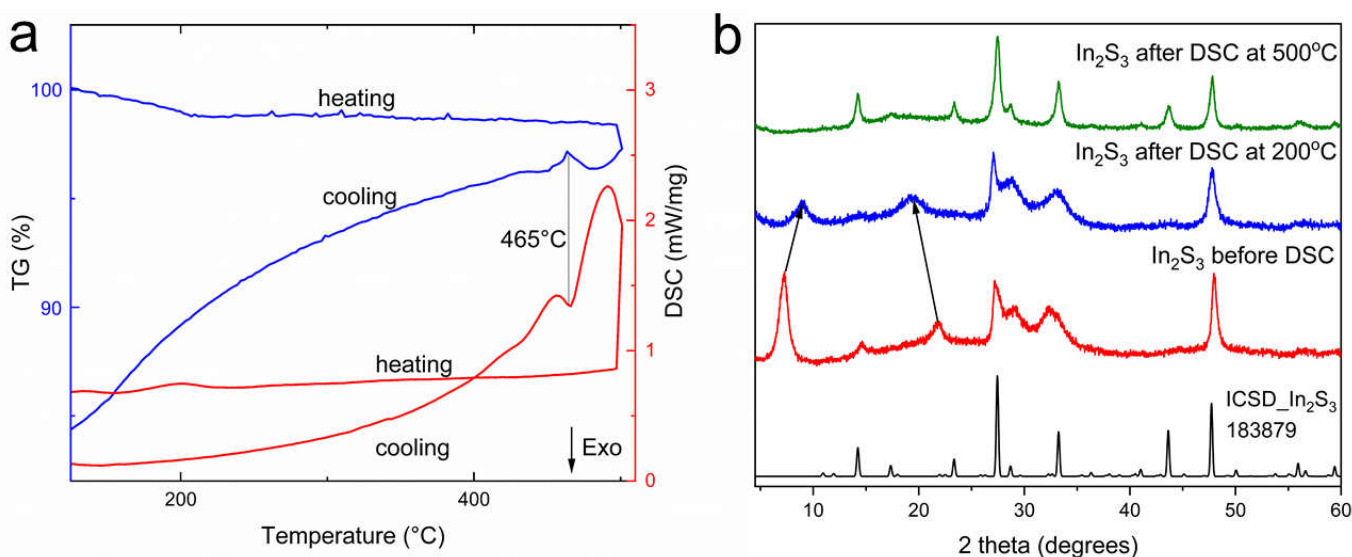 a
100
90
TG (%)
200
400
Temperature (°C)
0
1
2
3
DSC (mW/mg)
heating
cooling
465°C
heating
cooling
Exo
b
In₂S₃ after DSC at 500°C
In₂S₃ after DSC at 200°C
In₂S₃ before DSC
ICSD_In₂S₃
183879
10
20
30
40
50
60
2 theta (degrees)